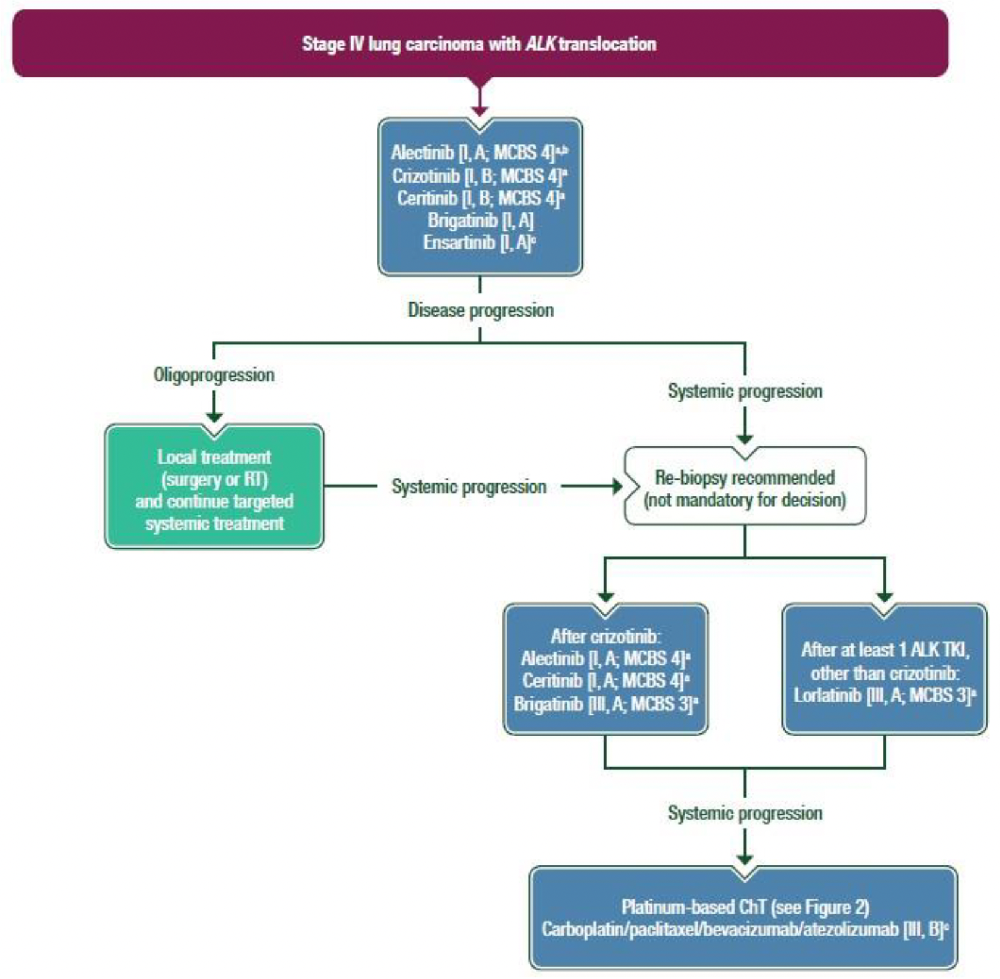 Stage IV lung carcinoma with ALK translocation
Alectinib [I, A; MCBS 4]a,b
Crizotinib [I, B; MCBS 4]a
Ceritinib [I, B; MCBS 4]a
Brigatinib [I, A]
Ensartinib [I, A]c
Disease progression
Oligoprogression
Systemic progression
Local treatment
(surgery or RT)
and continue targeted
systemic treatment
Systemic progression
Re-biopsy recommended
(not mandatory for decision)
After crizotinib:
Alectinib [I, A; MCBS 4]a
Ceritinib [I, A; MCBS 4]a
Brigatinib [III, A; MCBS 3]a
After at least 1 ALK TKI,
other than crizotinib:
Lorlatinib [III, A; MCBS 3]a
Systemic progression
Platinum-based ChT (see Figure 2)
Carboplatin/paclitaxel/bevacizumab/atezolizumab [III, B]c